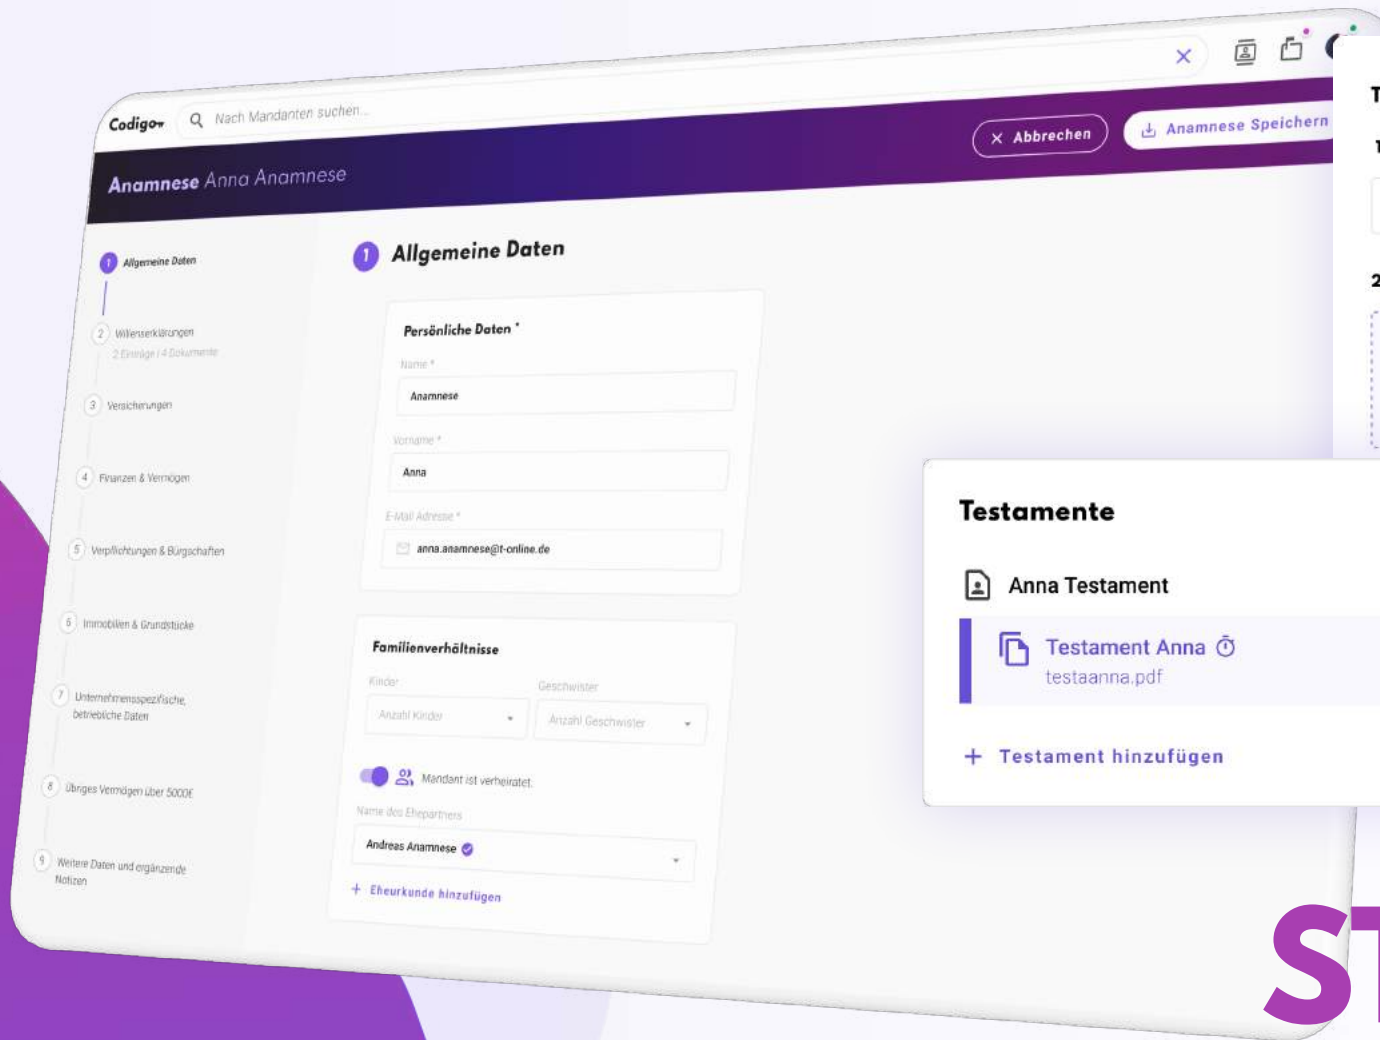 Codigo
Nach Mandanten suchen...
Anamnese Anna Anamnese
Abbrechen
Anamnese Speichern
1 Allgemeine Daten
2 Willenserklärungen
2 Einträge | 4 Dokumente
3 Versicherungen
4 Finanzen & Vermögen
5 Verpflichtungen & Bürgschaften
6 Immobilien & Grundstücke
7 Unternehmensspezifische,
betriebliche Daten
8 Übriges Vermögen über 5000€
9 Weitere Daten und ergänzende
Notizen
1 Allgemeine Daten
Persönliche Daten *
Name *
Anamnese
Vorname *
Anna
E-Mail Adresse *
anna.anamnese@t-online.de
Familienverhältnisse
Kinder
Geschwister
Anzahl Kinder
Anzahl Geschwister
Mandant ist verheiratet.
Name des Ehepartners
Andreas Anamnese
+ Eheurkunde hinzufügen
Testamente
Anna Testament
Testament Anna
testaanna.pdf
+ Testament hinzufügen
2